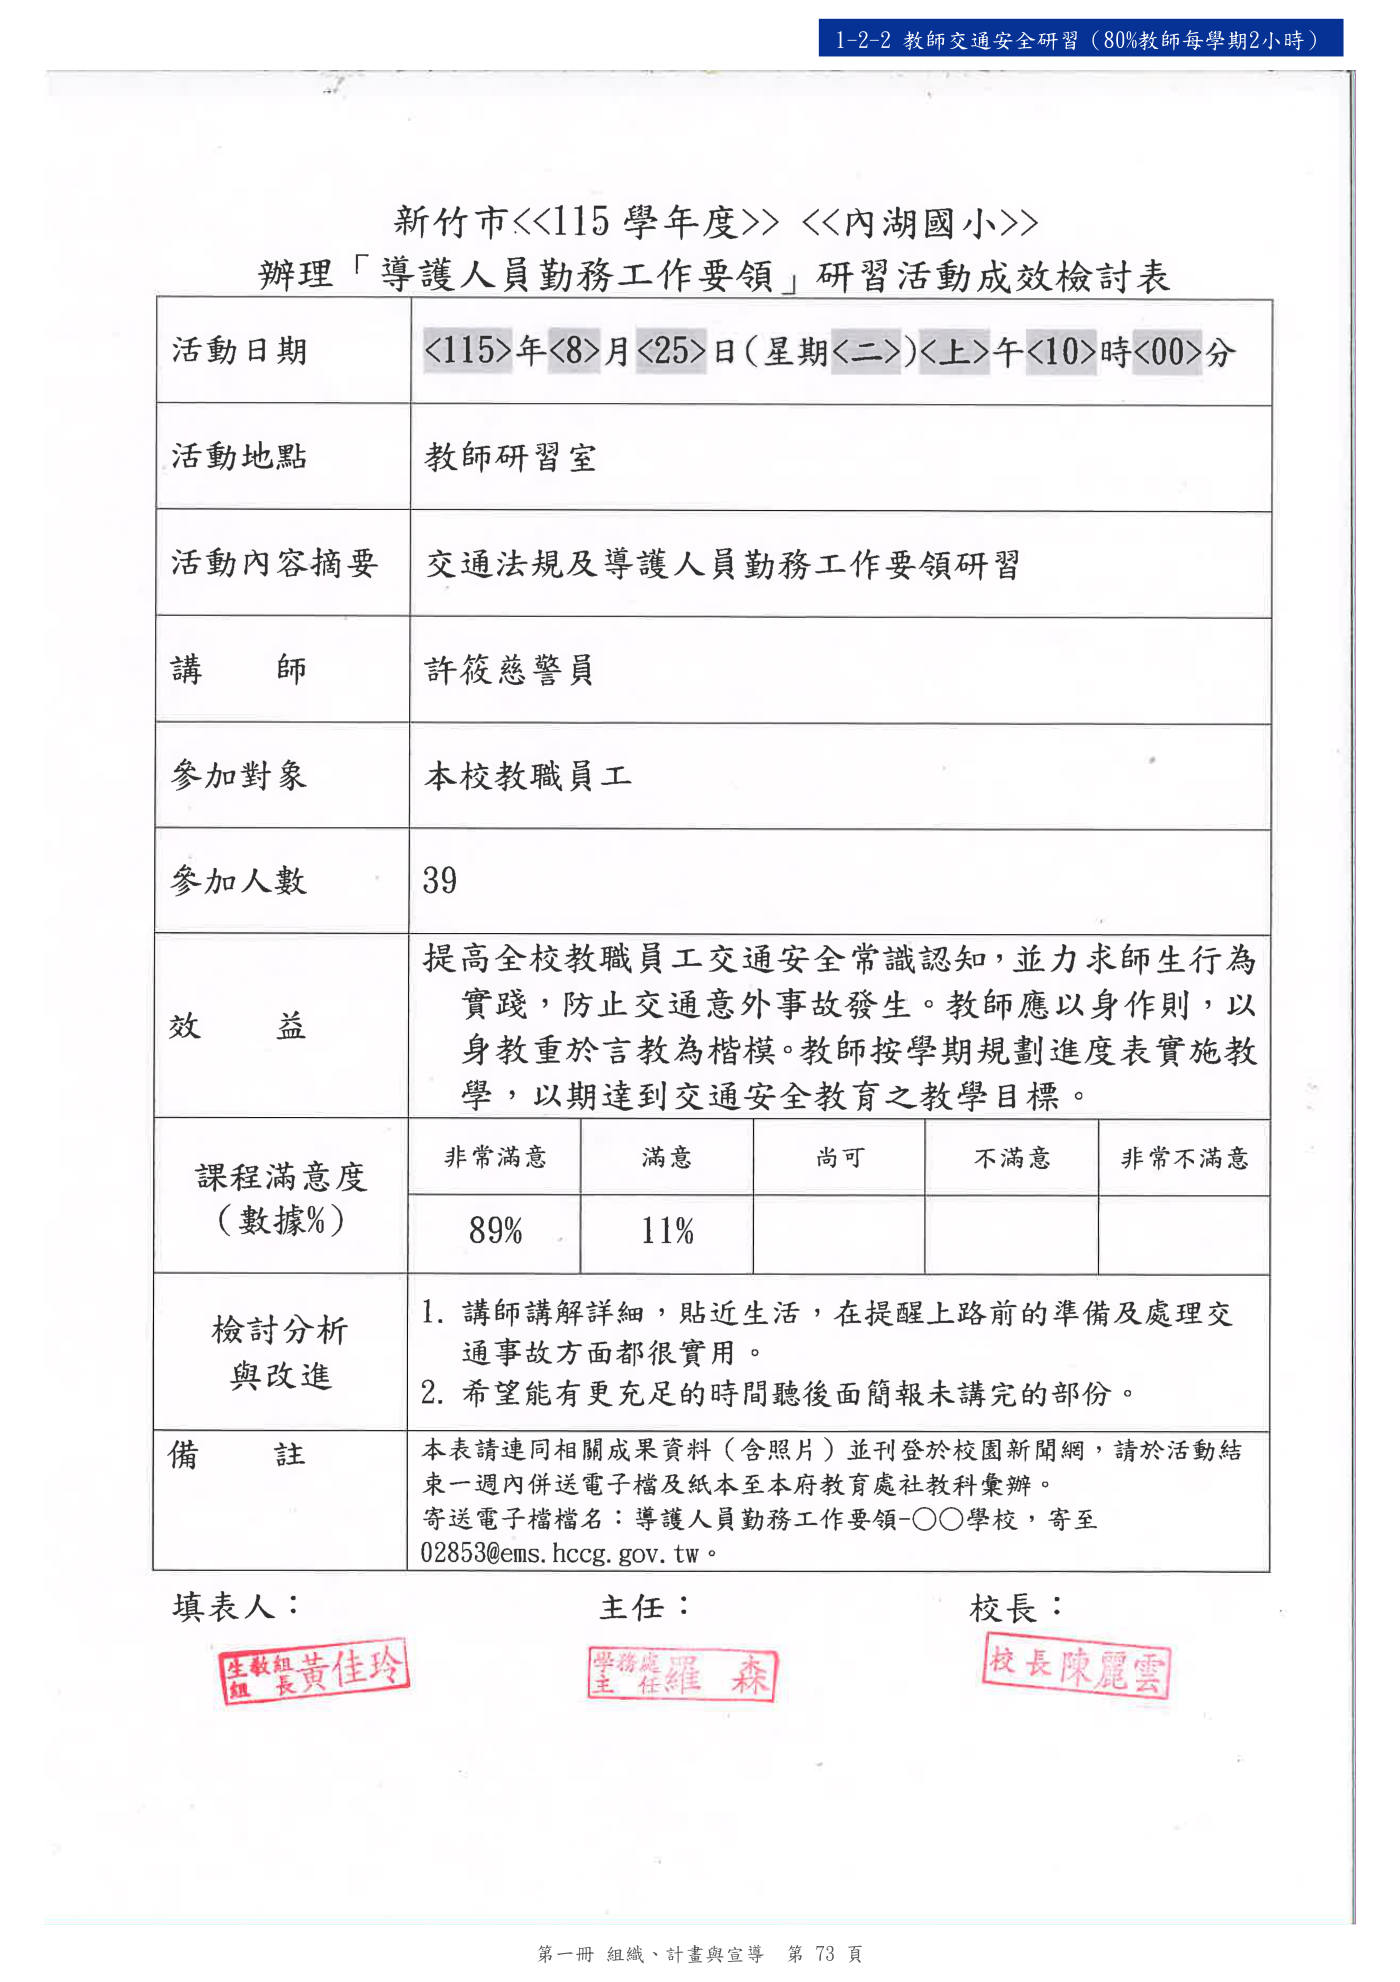 1-2-2 教師交通安全研習（80%教師每學期2小時）
新竹市<<115 學年度>> <<內湖國小>>
辦理「導護人員勤務工作要領」研習活動成效檢討表
活動日期 <115>年<8>月<25>日(星期<二>)<上>午<10>時<00>分
活動地點 教師研習室
活動內容摘要 交通法規及導護人員勤務工作要領研習
講 師 許筱慈警員
參加對象 本校教職員工
參加人數 39
效 益
提高全校教職員工交通安全常識認知，並力求師生行為
實踐，防止交通意外事故發生。教師應以身作則，以
身教重於言教為楷模。教師按學期規劃進度表實施教
學，以期達到交通安全教育之教學目標。
課程滿意度
（數據%）
非常滿意 滿意 尚可 不滿意 非常不滿意
89% 11%
檢討分析
與改進
1. 講師講解詳細，貼近生活，在提醒上路前的準備及處理交
通事故方面都很實用。
2. 希望能有更充足的時間聽後面簡報未講完的部份。
備 註
本表請連同相關成果資料（含照片）並刊登於校園新聞網，請於活動結
束一週內併送電子檔及紙本至本府教育處社教科彙辦。
寄送電子檔檔名：導護人員勤務工作要領-○○學校，寄至
02853@ems.hccg.gov.tw。
填表人： 主任： 校長：
生教組組長黃佳玲 學務處主任羅森 校長陳麗雲
第一冊 組織、計畫與宣導 第 73 頁